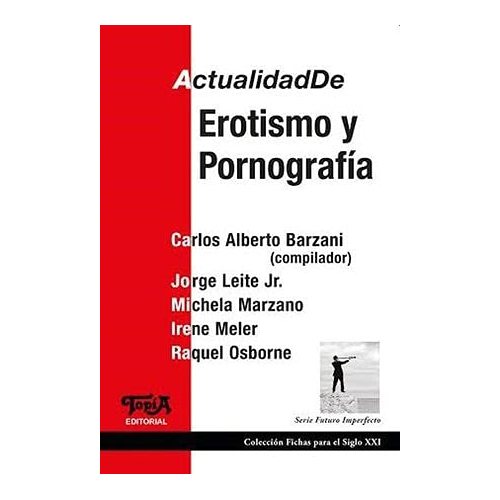 ActualidadDe
Erotismo y
Pornografía
Carlos Alberto Barzani
(compilador)
Jorge Leite Jr.
Michela Marzano
Irene Meler
Raquel Osborne
Topía
EDITORIAL
Serie Futuro Imperfecto
Colección Fichas para el Siglo XXI